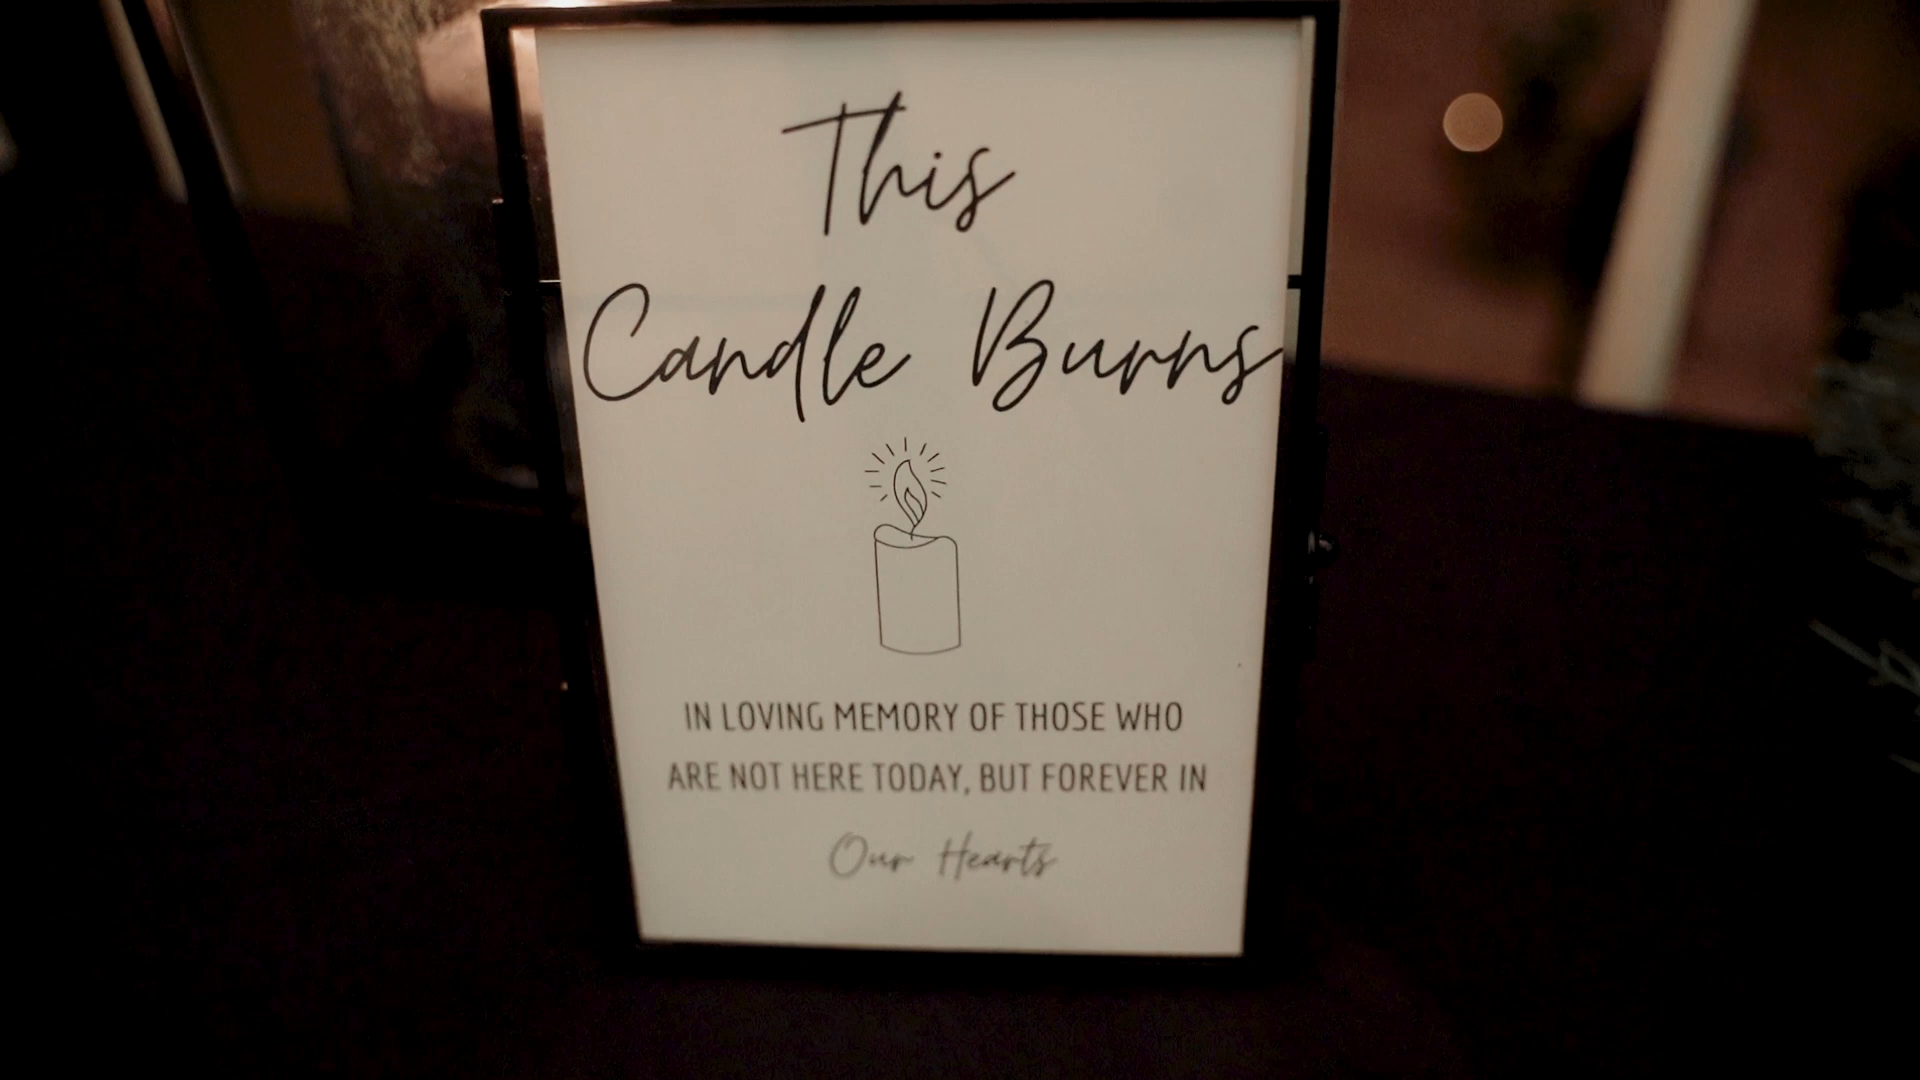 This
Candle Burns
IN LOVING MEMORY OF THOSE WHO
ARE NOT HERE TODAY, BUT FOREVER IN
Our Hearts